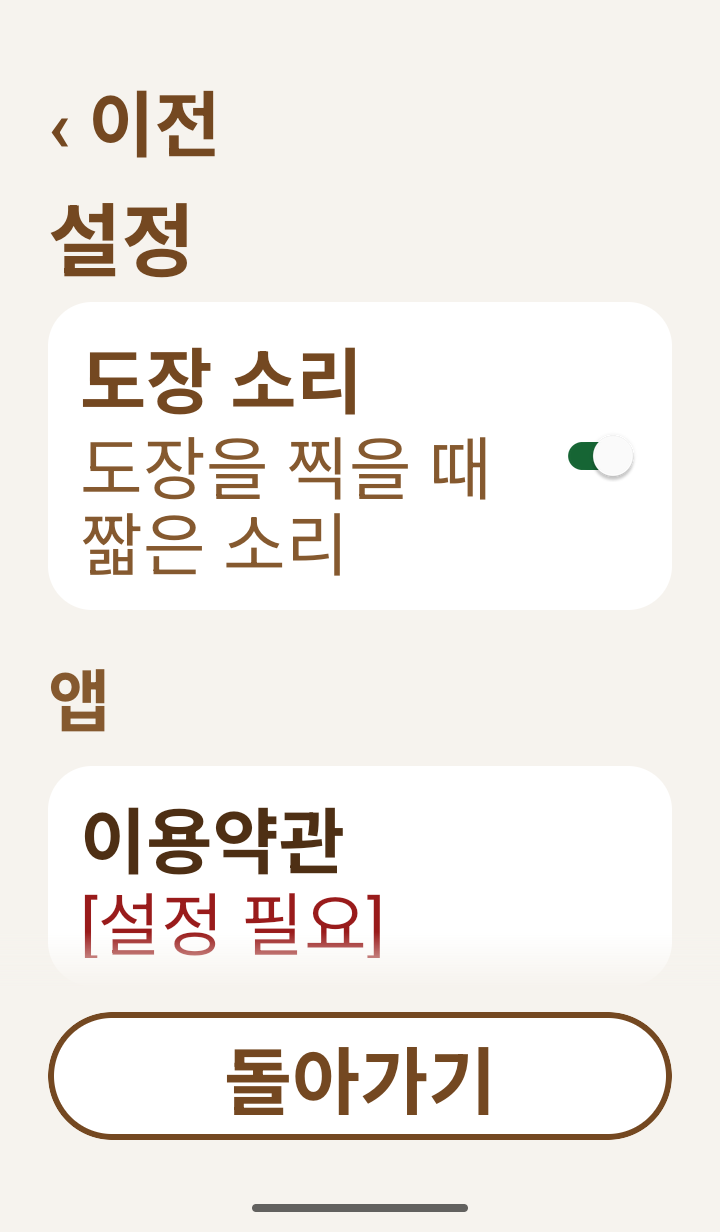 ‹ 이전
설정
도장 소리
도장을 찍을 때
짧은 소리
앱
이용약관
[설정 필요]
돌아가기